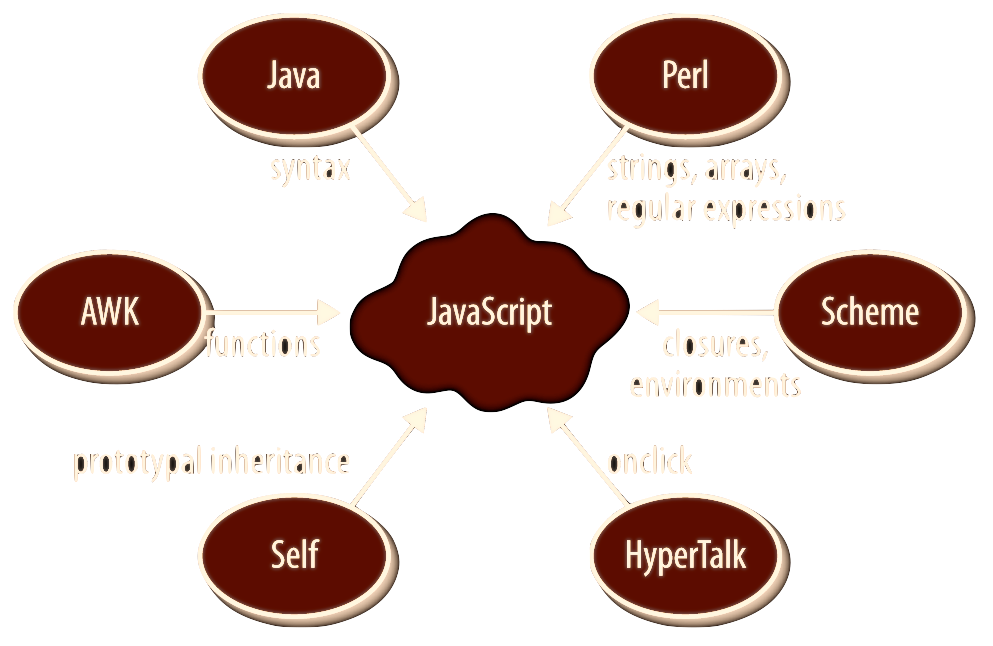 Java
Perl
syntax
strings, arrays,
regular expressions
AWK
JavaScript
Scheme
functions
closures,
environments
prototypal inheritance
onclick
Self
HyperTalk